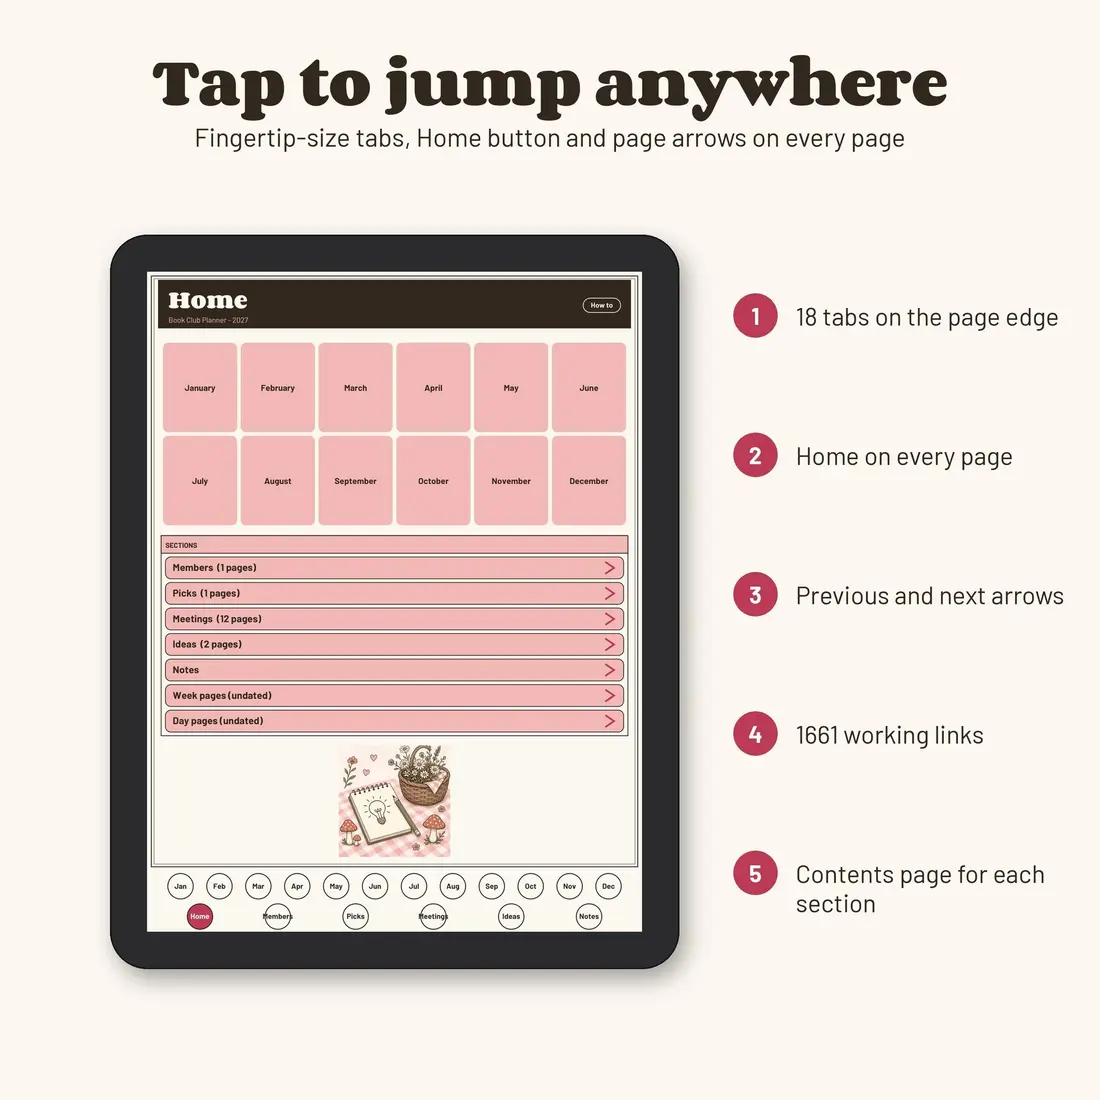 Tap to jump anywhere
Fingertip-size tabs, Home button and page arrows on every page
Home
Book Club Planner - 2027
How to
January
February
March
April
May
June
July
August
September
October
November
December
SECTIONS
Members (1 pages)
Picks (1 pages)
Meetings (12 pages)
Ideas (2 pages)
Notes
Week pages (undated)
Day pages (undated)
Jan
Feb
Mar
Apr
May
Jun
Jul
Aug
Sep
Oct
Nov
Dec
Home
Members
Picks
Meetings
Ideas
Notes
1 18 tabs on the page edge
2 Home on every page
3 Previous and next arrows
4 1661 working links
5 Contents page for each
section